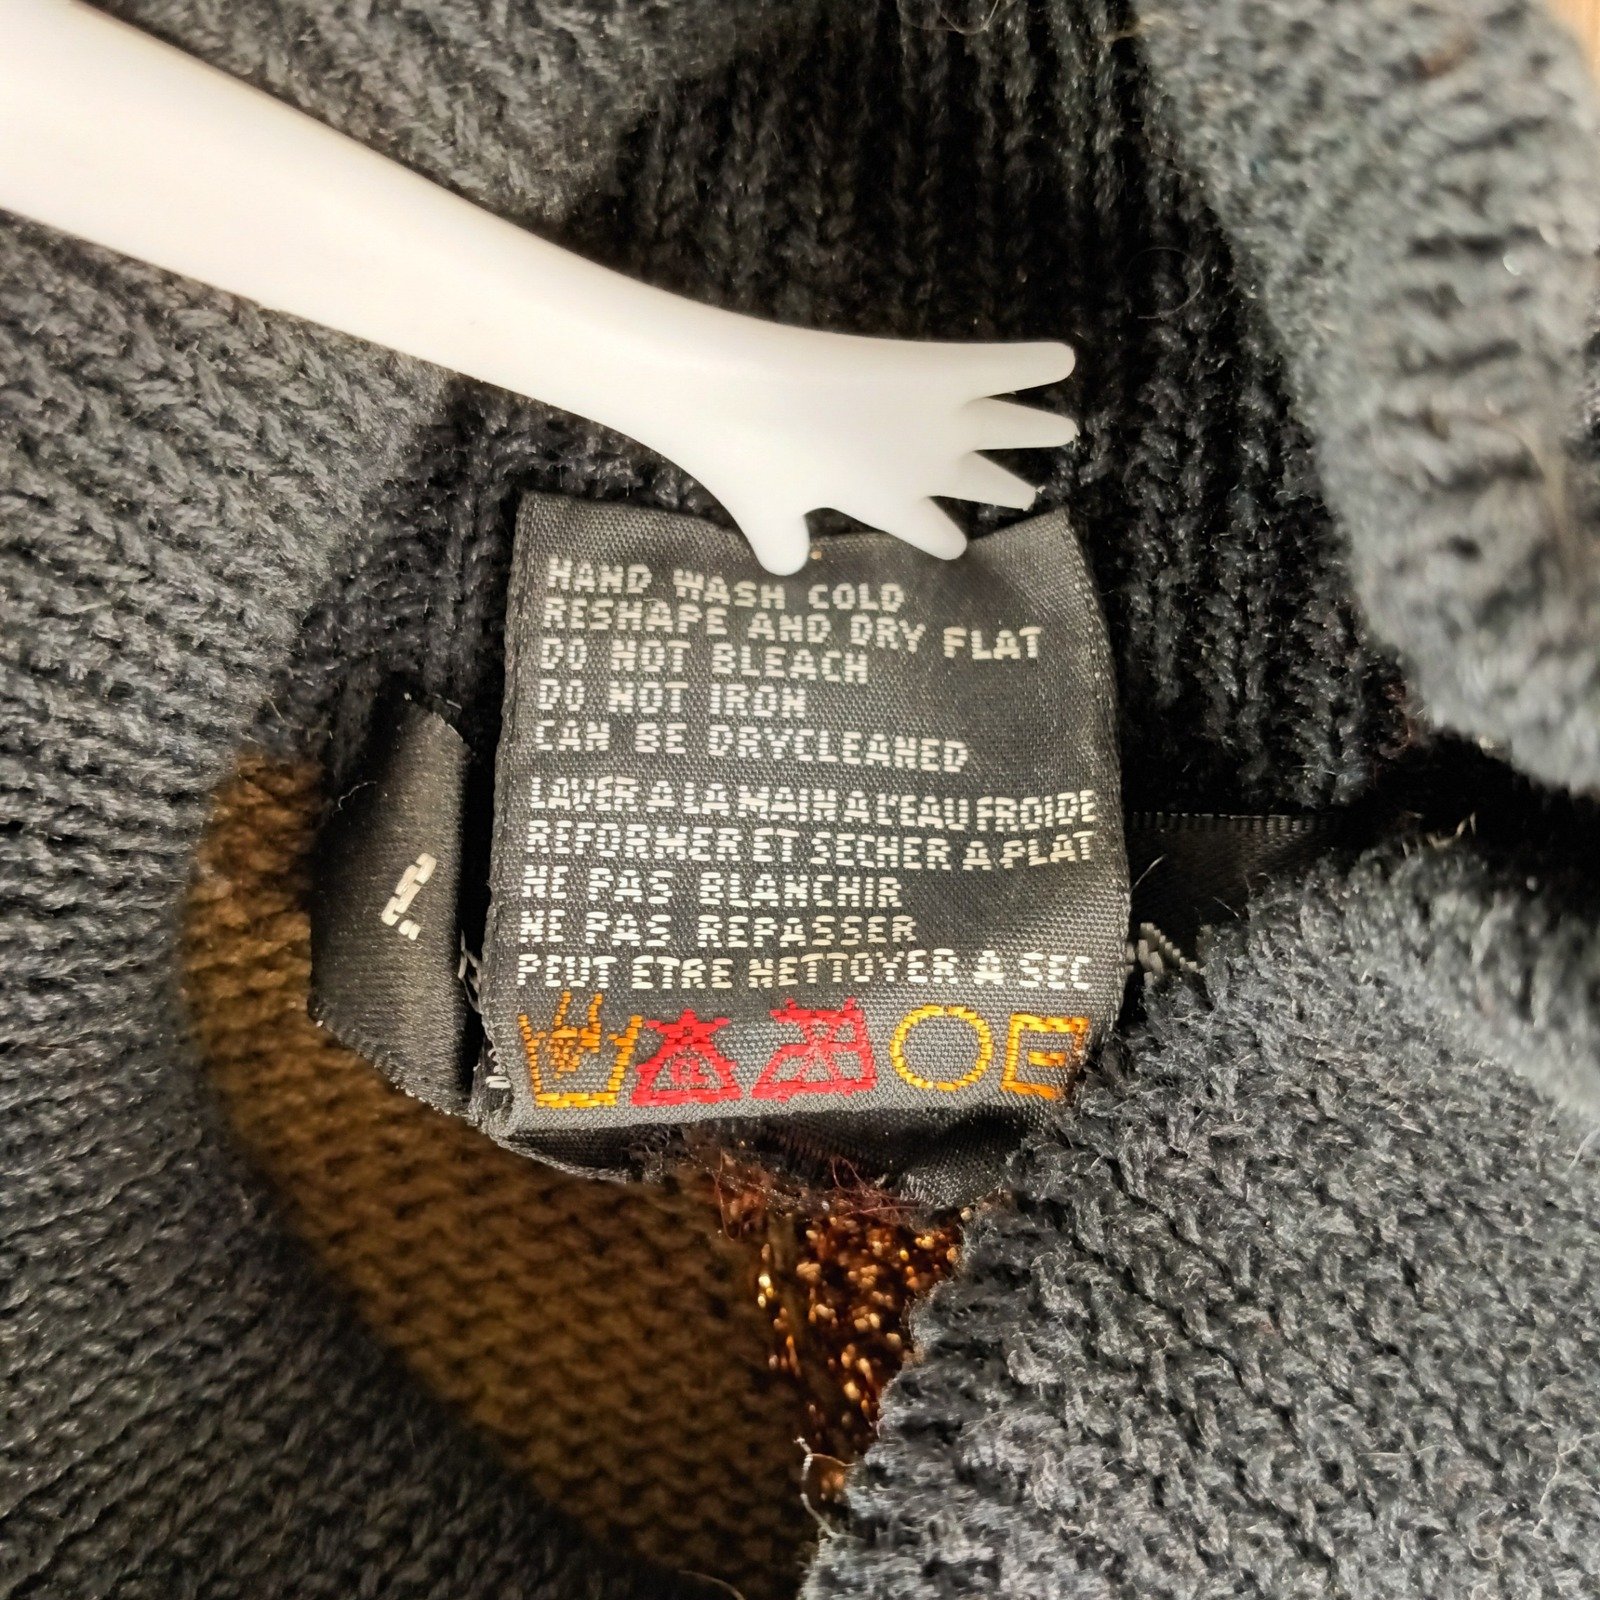 HAND WASH COLD
RESHAPE AND DRY FLAT
DO NOT BLEACH
DO NOT IRON
CAN BE DRYCLEANED
LAVER A LA MAIN A L'EAU FROIDE
REFORMER ET SECHER A PLAT
NE PAS BLANCHIR
NE PAS REPASSER
PEUT ETRE NETTOYER A SEC